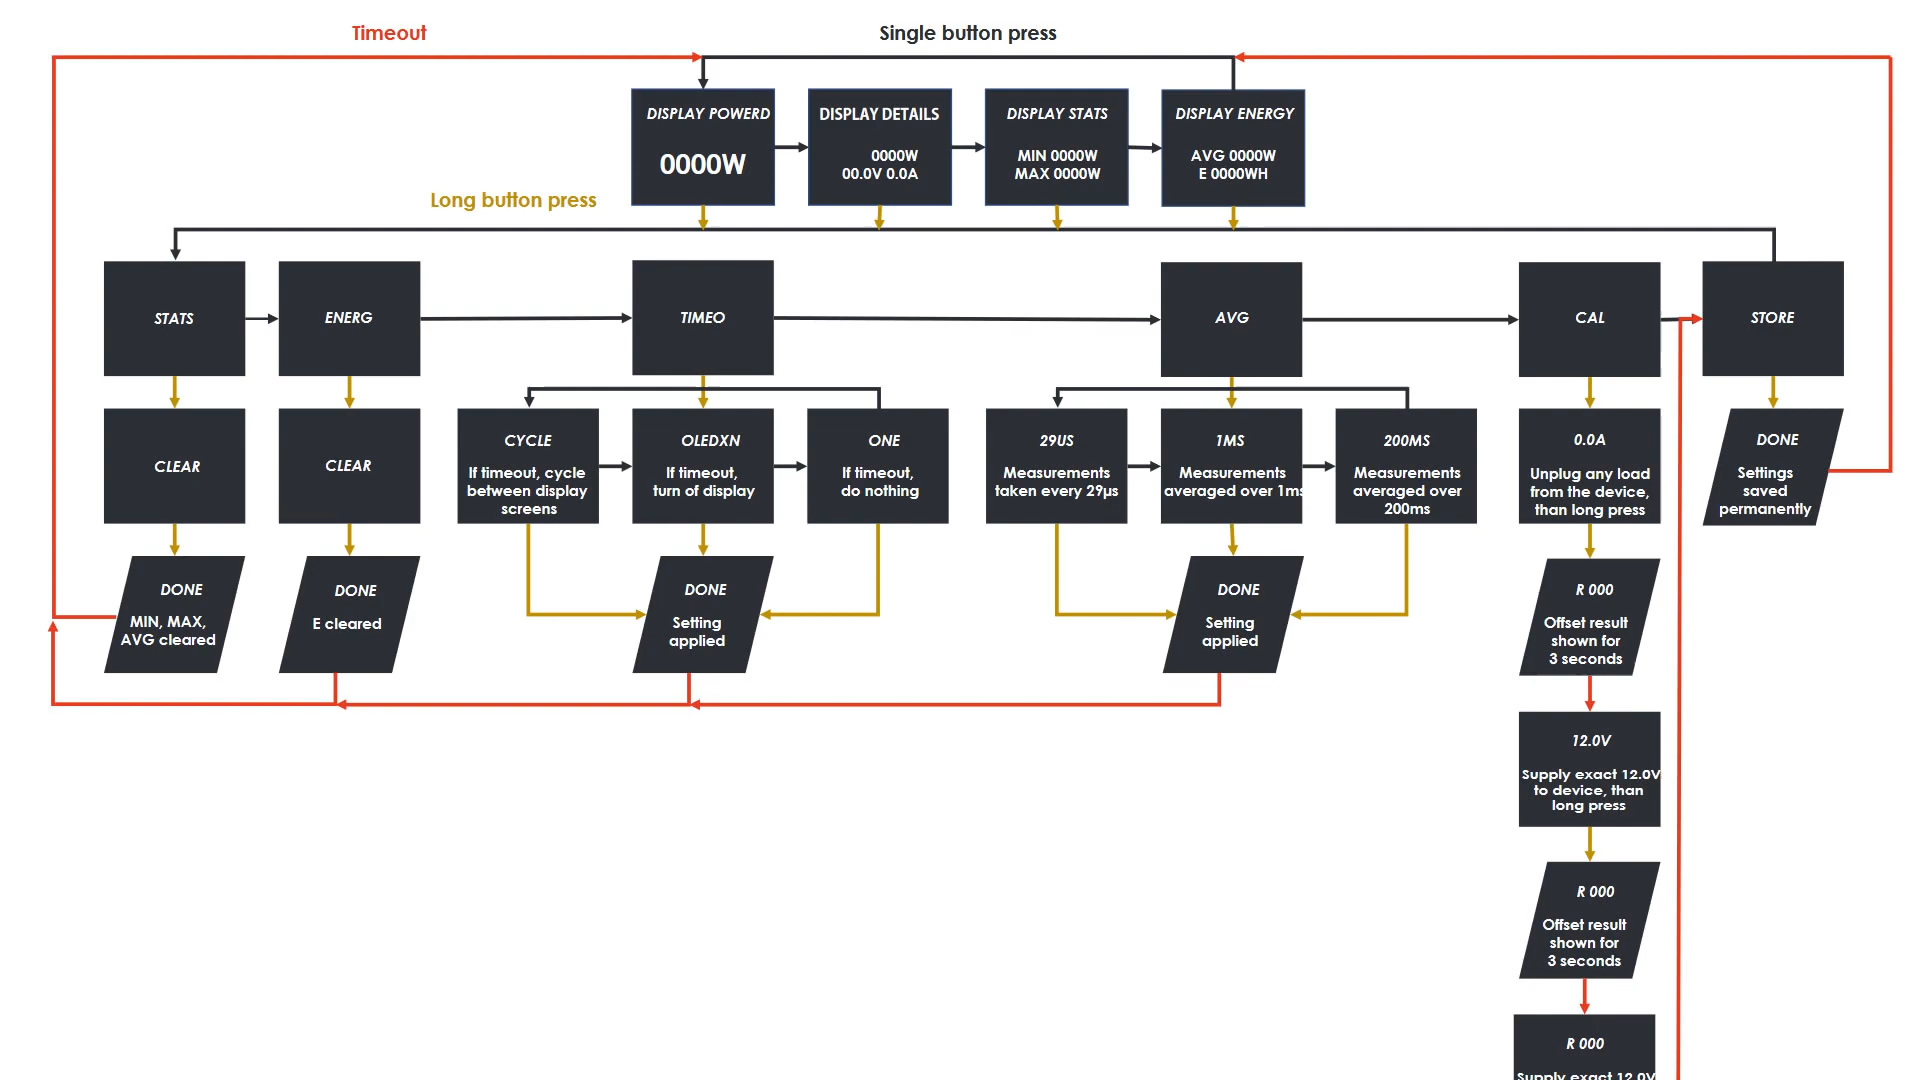 Timeout
Single button press
DISPLAY POWERD
0000W
DISPLAY DETAILS
0000W
00.0V 0.0A
DISPLAY STATS
MIN 0000W
MAX 0000W
DISPLAY ENERGY
AVG 0000W
E 0000WH
Long button press
STATS
ENERG
TIMEO
AVG
CAL
STORE
CLEAR
CLEAR
CYCLE
If timeout, cycle
between display
screens
OLEDXN
If timeout,
turn of display
ONE
If timeout,
do nothing
29US
Measurements
taken every 29µs
1MS
Measurements
averaged over 1ms
200MS
Measurements
averaged over
200ms
0.0A
Unplug any load
from the device,
than long press
DONE
Settings
saved
permanently
DONE
MIN, MAX,
AVG cleared
DONE
E cleared
DONE
Setting
applied
DONE
Setting
applied
R 000
Offset result
shown for
3 seconds
12.0V
Supply exact 12.0V
to device, than
long press
R 000
Offset result
shown for
3 seconds
R 000
Supply exact 12.0V